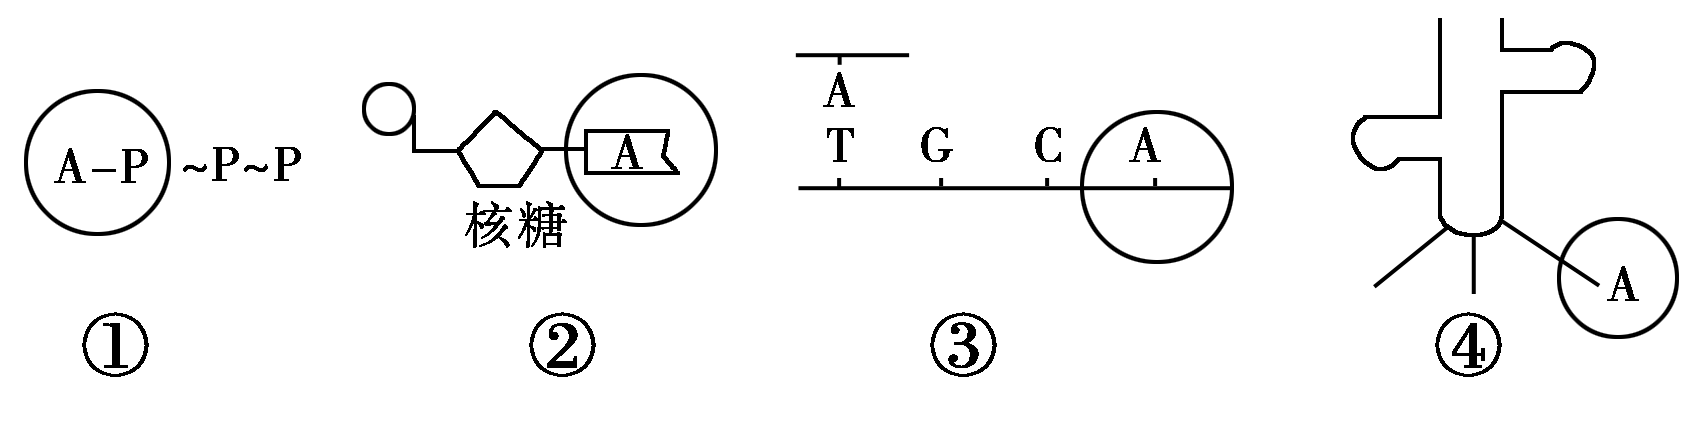 A－P ~P~P
A
核糖
A
T G C A
A
① ② ③ ④